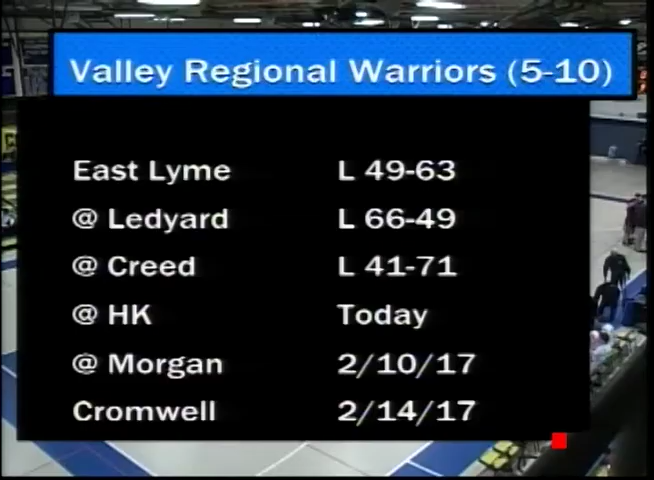 Valley Regional Warriors (5-10)
East Lyme L 49-63
@ Ledyard L 66-49
@ Creed L 41-71
@ HK Today
@ Morgan 2/10/17
Cromwell 2/14/17